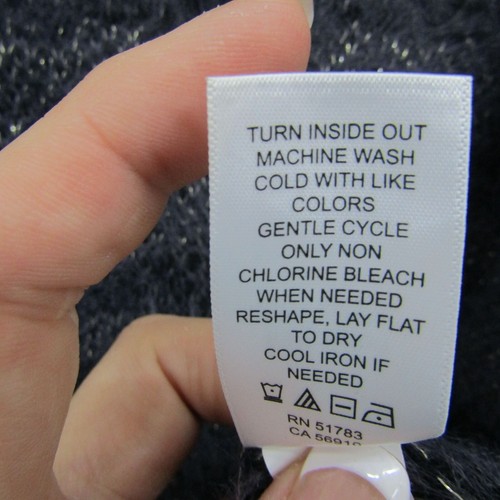 TURN INSIDE OUT
MACHINE WASH
COLD WITH LIKE
COLORS
GENTLE CYCLE
ONLY NON
CHLORINE BLEACH
WHEN NEEDED
RESHAPE, LAY FLAT
TO DRY
COOL IRON IF
NEEDED
RN 51783
CA